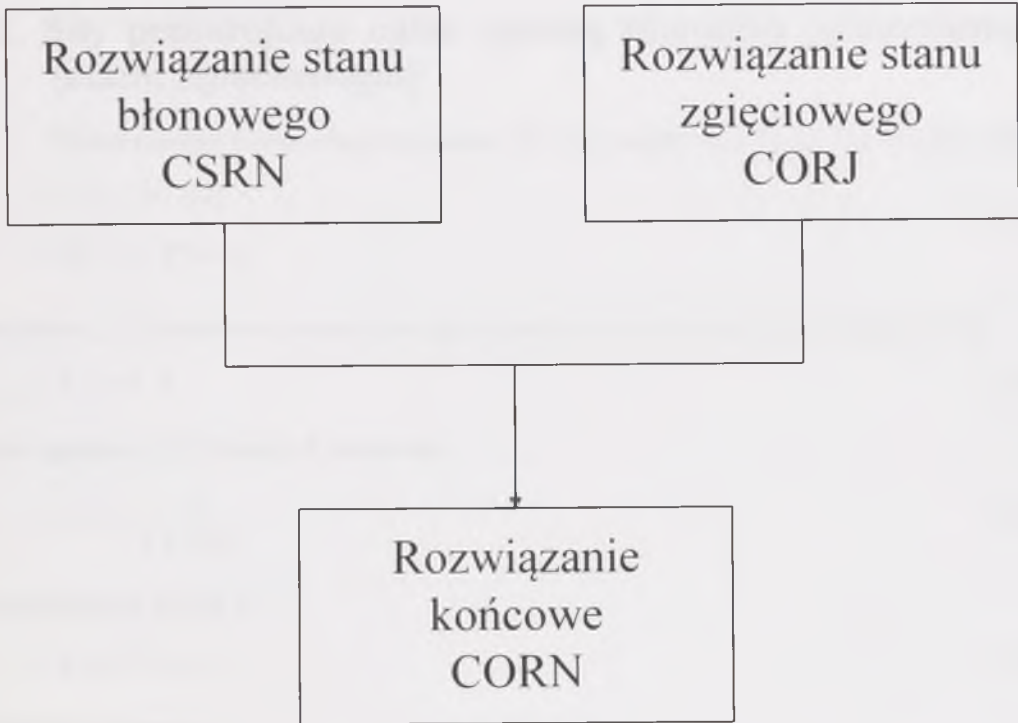 Rozwiązanie stanu
błonowego
CSRN
Rozwiązanie stanu
zgięciowego
CORJ
Rozwiązanie
końcowe
CORN